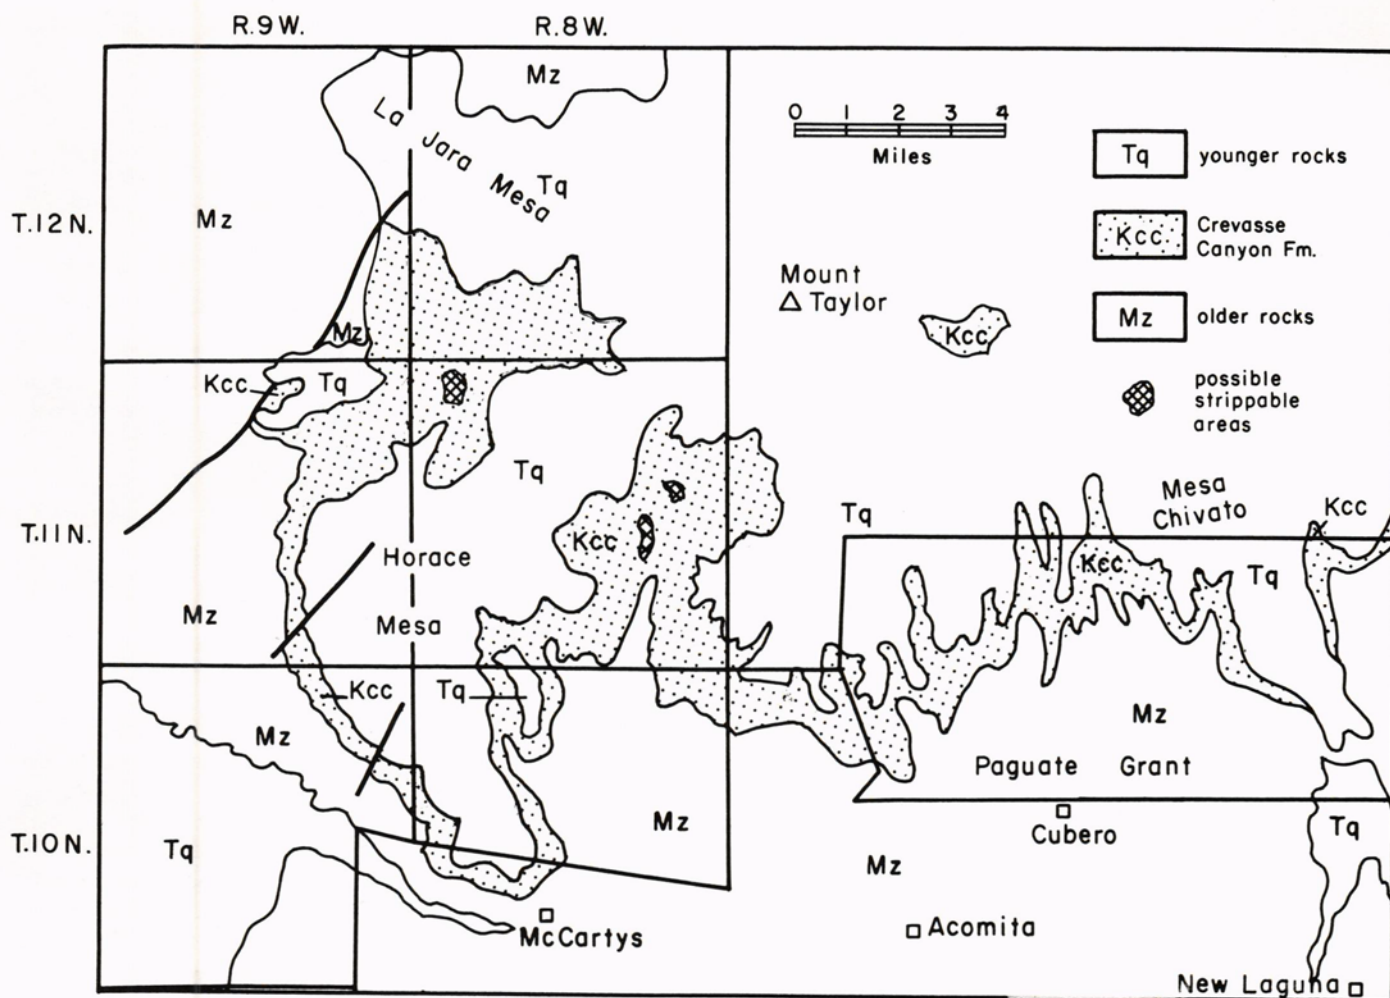 R.9W.
R.8W.
Mz
La Jara Mesa
Tq
0 1 2 3 4
Miles
Tq younger rocks
Kcc Crevasse
Canyon Fm.
Mz older rocks
possible
strippable
areas
T.12N.
Mz
Mount
Taylor
Kcc
Mz
Kcc
Tq
Tq
Mesa
Chivato
Kcc
T.11N.
Tq
Kcc
Horace
Mesa
Kcc
Tq
Mz
Kcc
Tq
Mz
Mz
Paguate Grant
Cubero
Mz
T.10N.
Tq
Mz
Tq
McCartys
Acomita
New Laguna